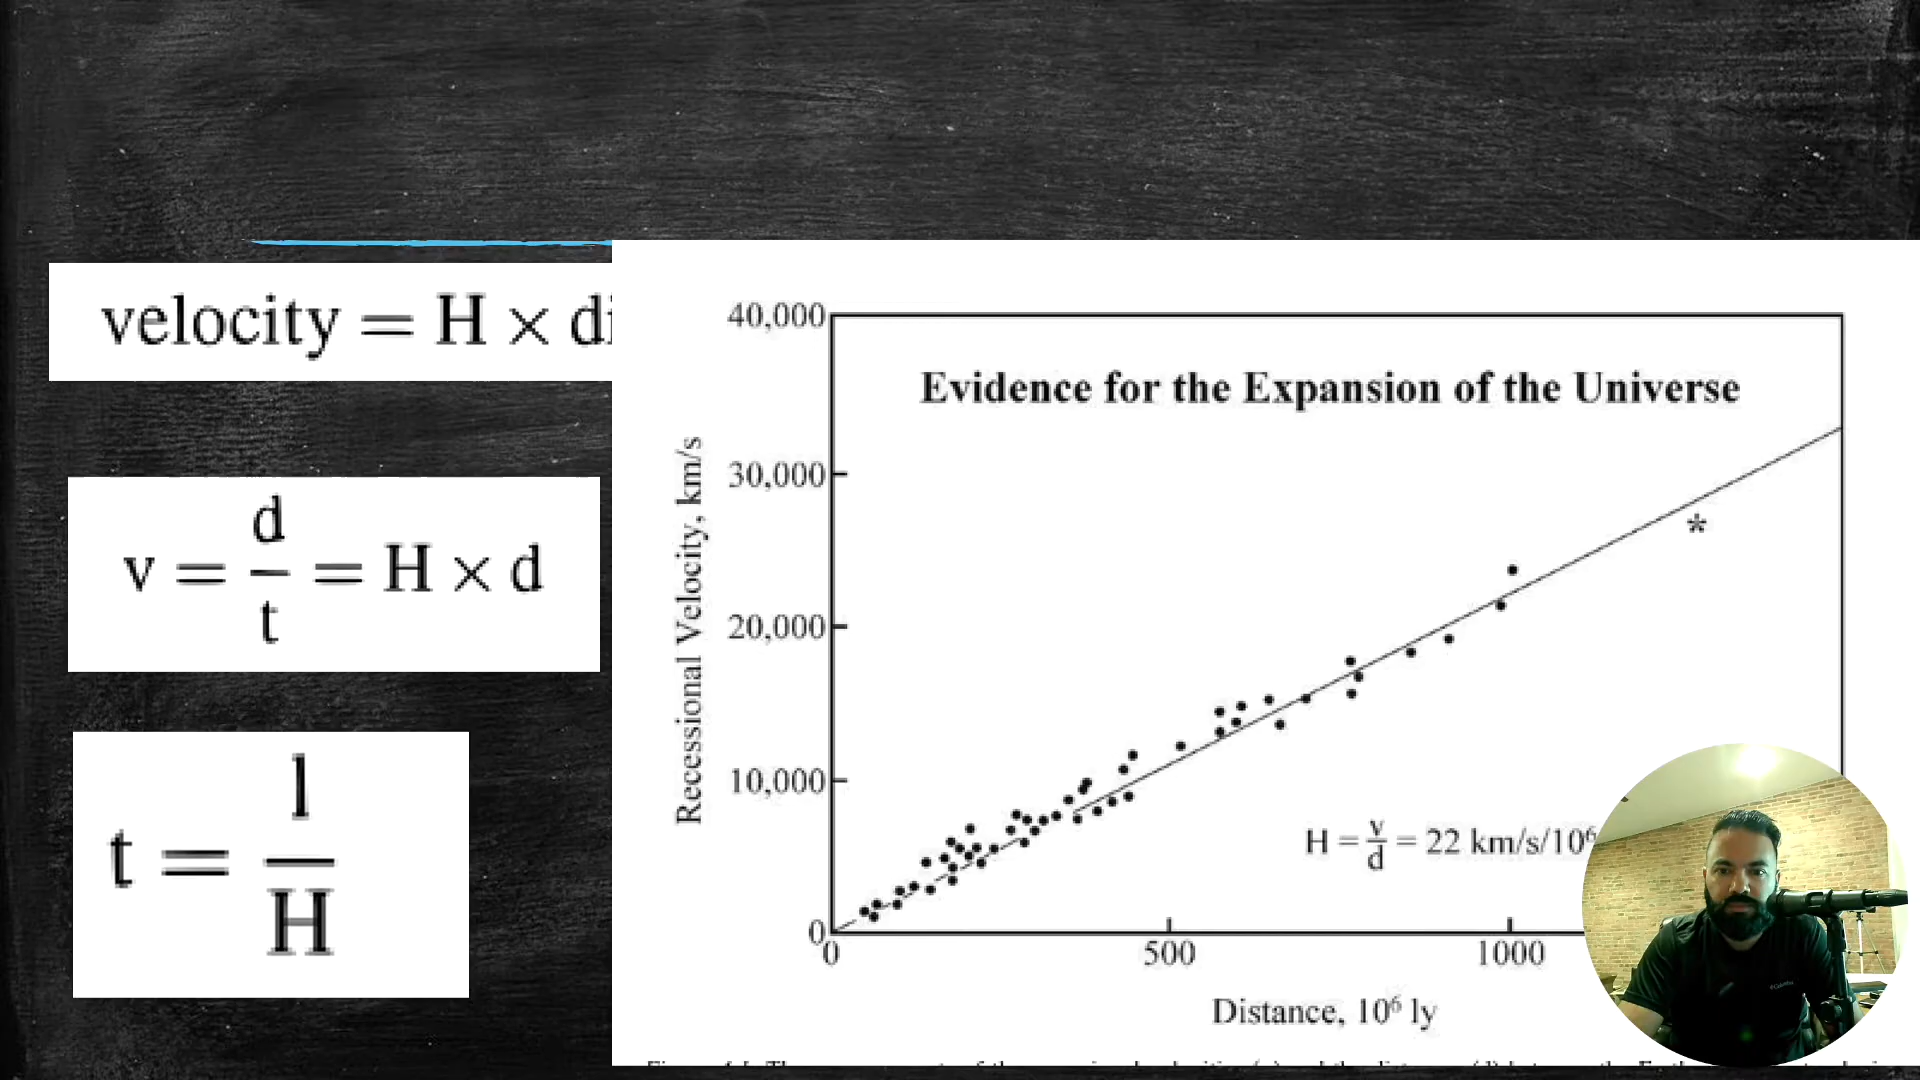 velocity = H × di
v = d/t = H × d
t = 1/H
40,000
Evidence for the Expansion of the Universe
30,000
20,000
10,000
0
Recessional Velocity, km/s
H = v/d = 22 km/s/10⁶
0 500 1000
Distance, 10⁶ ly